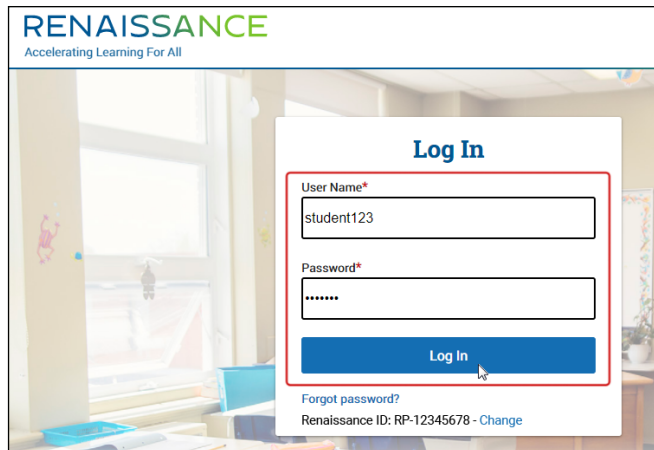 RENAISSANCE
Accelerating Learning For All
Log In
User Name*
student123
Password*
•••••••
Log In
Forgot password?
Renaissance ID: RP-12345678 - Change